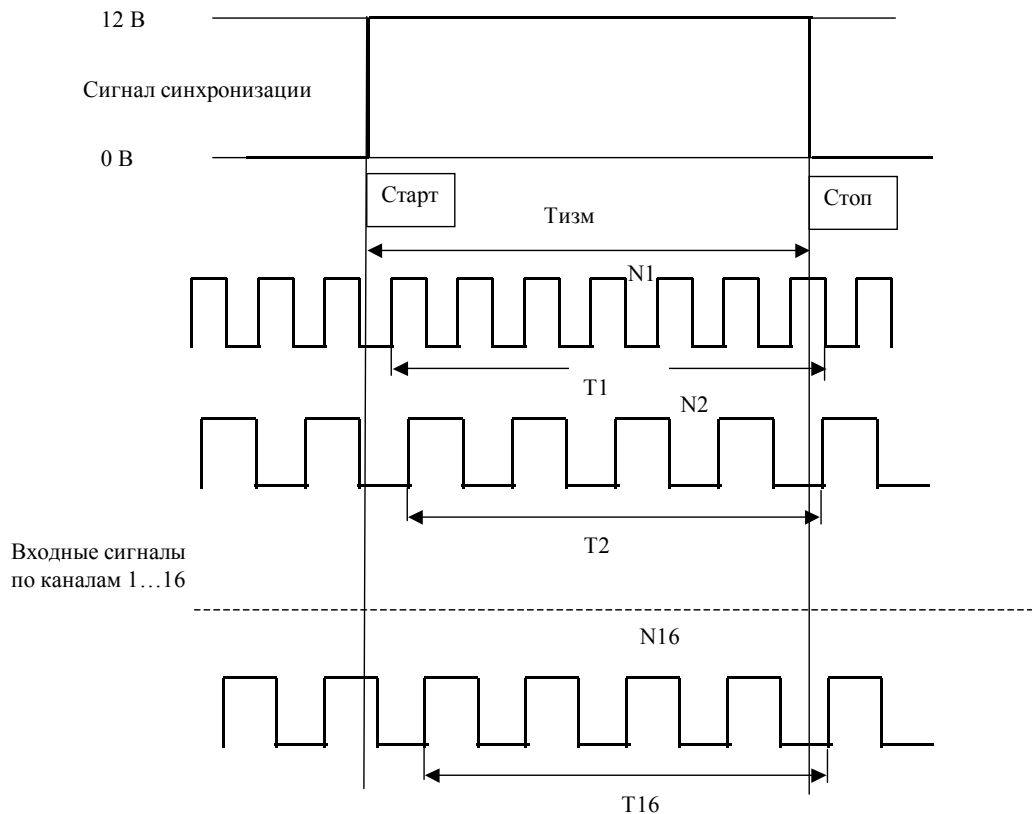 12 В
Сигнал синхронизации
0 В
Старт
Стоп
Тизм
N1
T1
N2
T2
Входные сигналы
по каналам 1…16
N16
T16